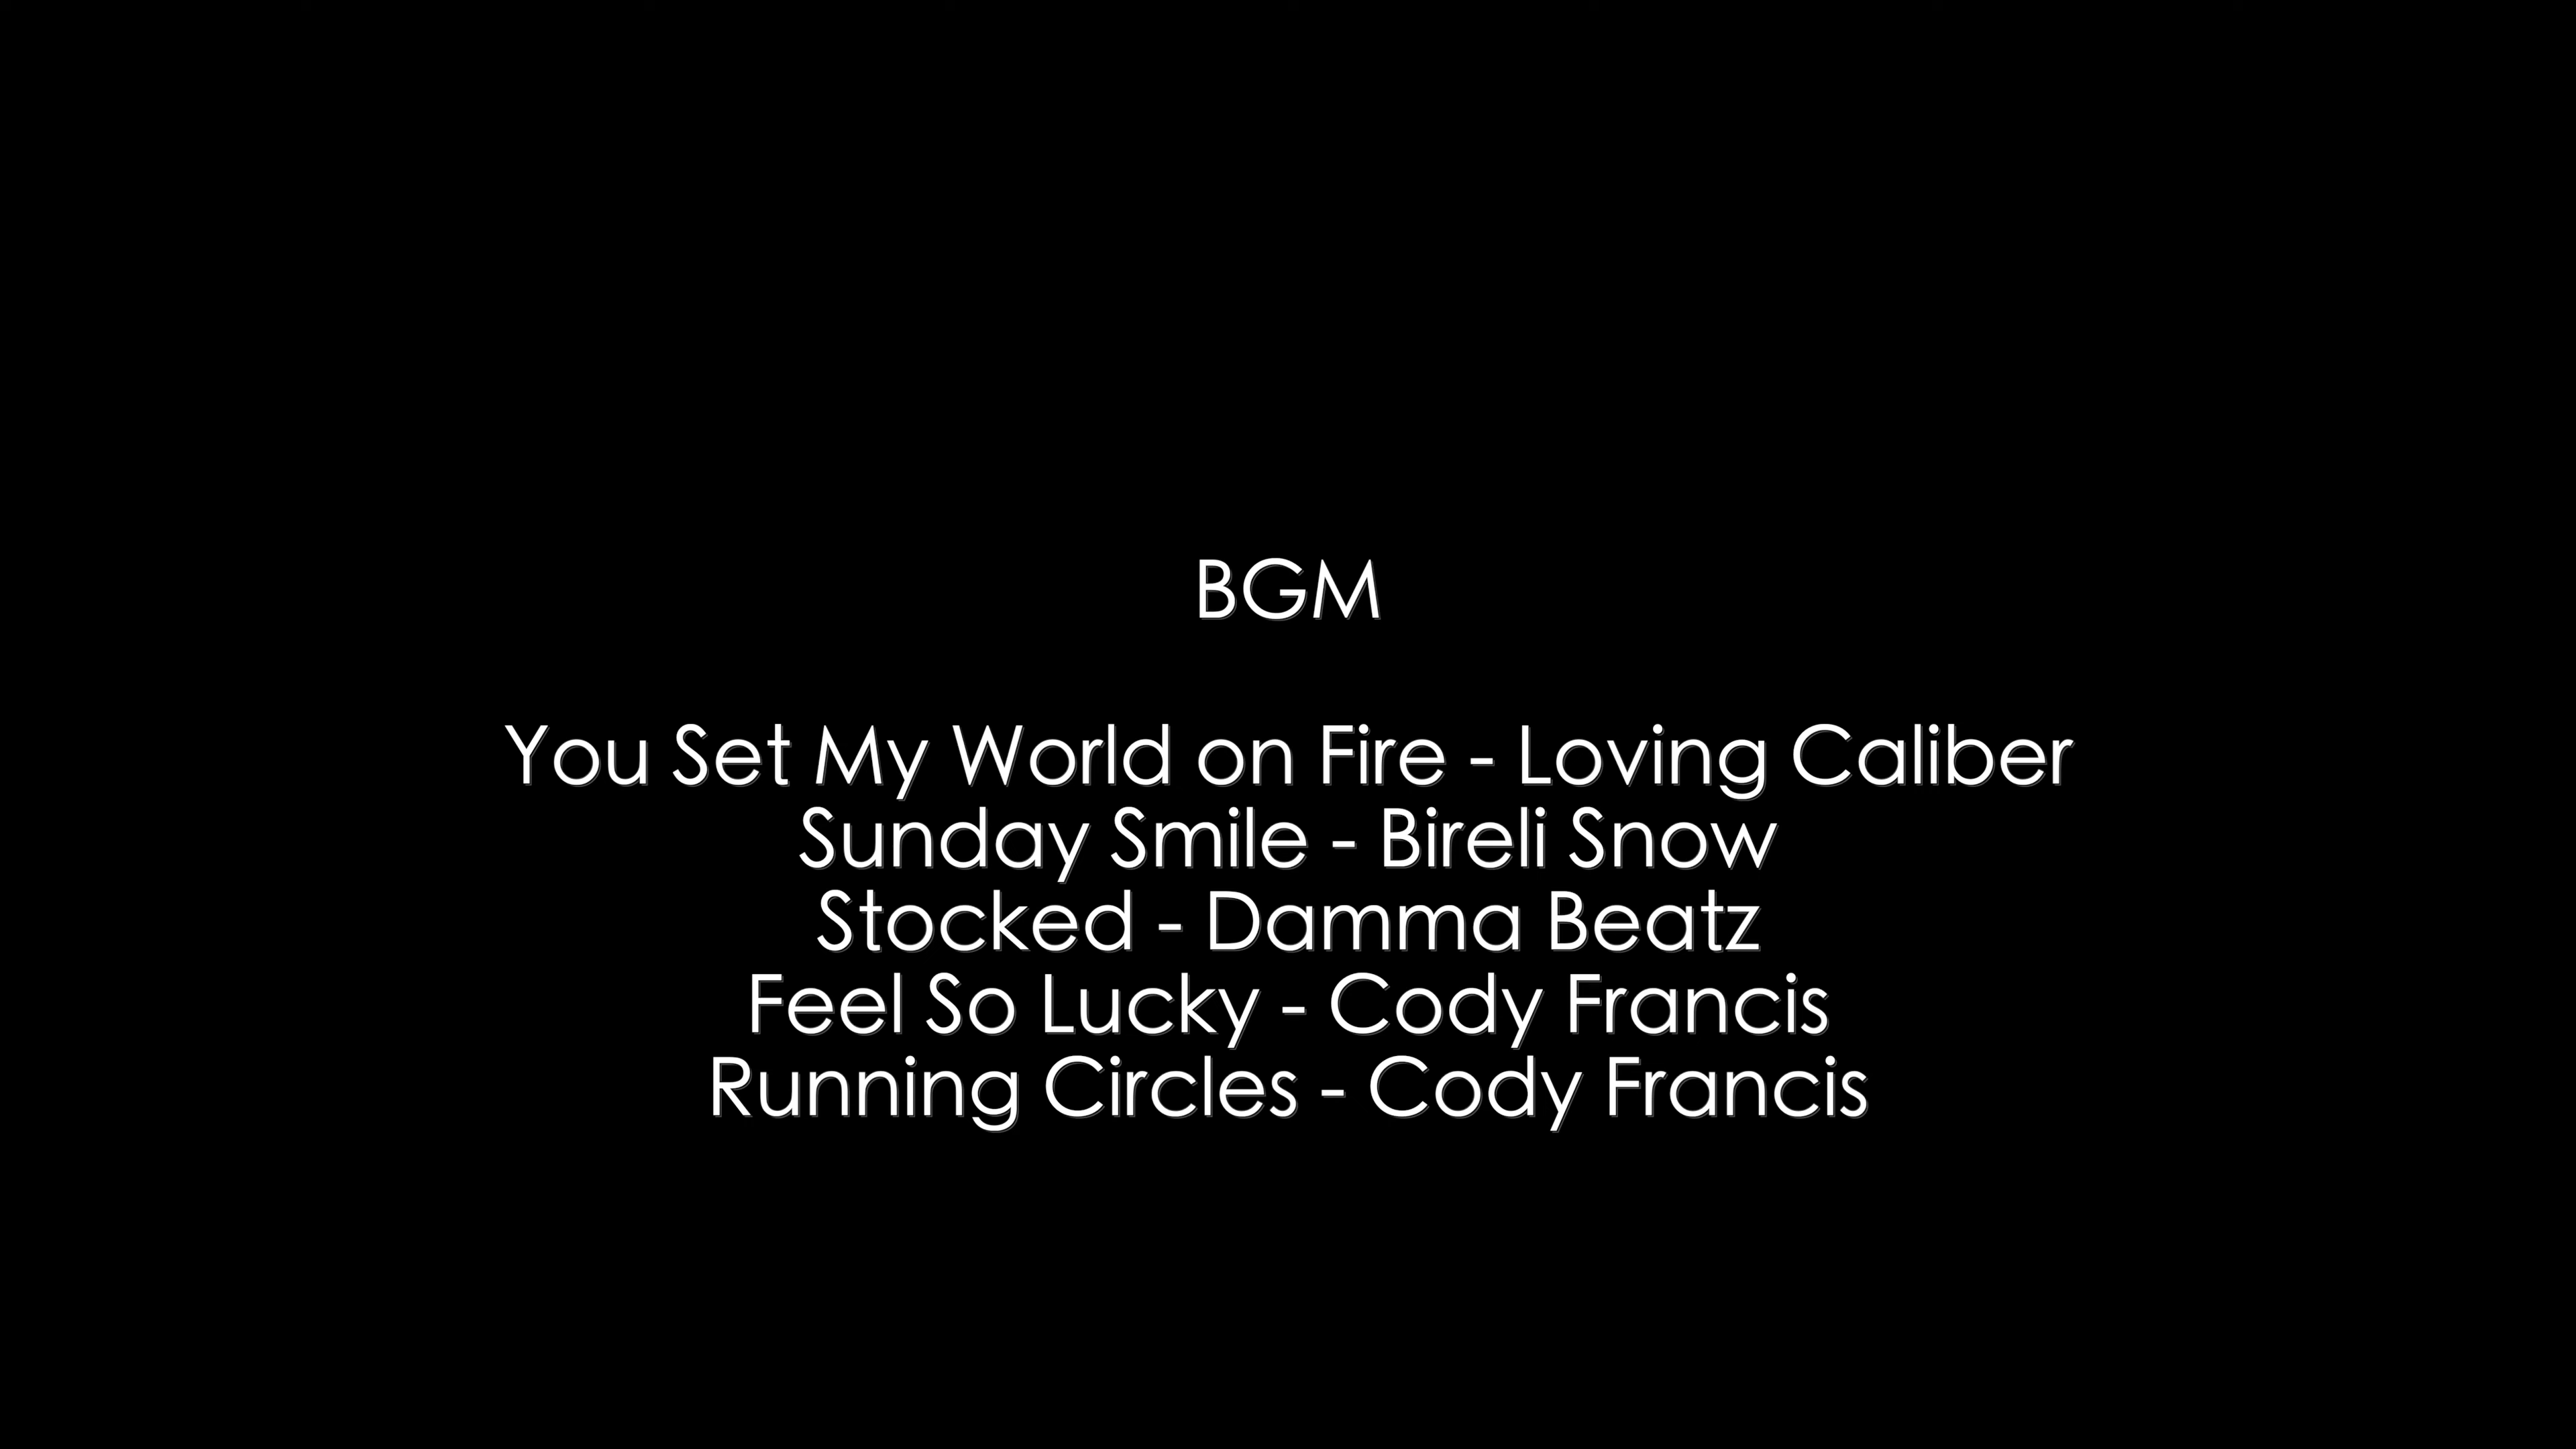 BGM
You Set My World on Fire - Loving Caliber
Sunday Smile - Bireli Snow
Stocked - Damma Beatz
Feel So Lucky - Cody Francis
Running Circles - Cody Francis